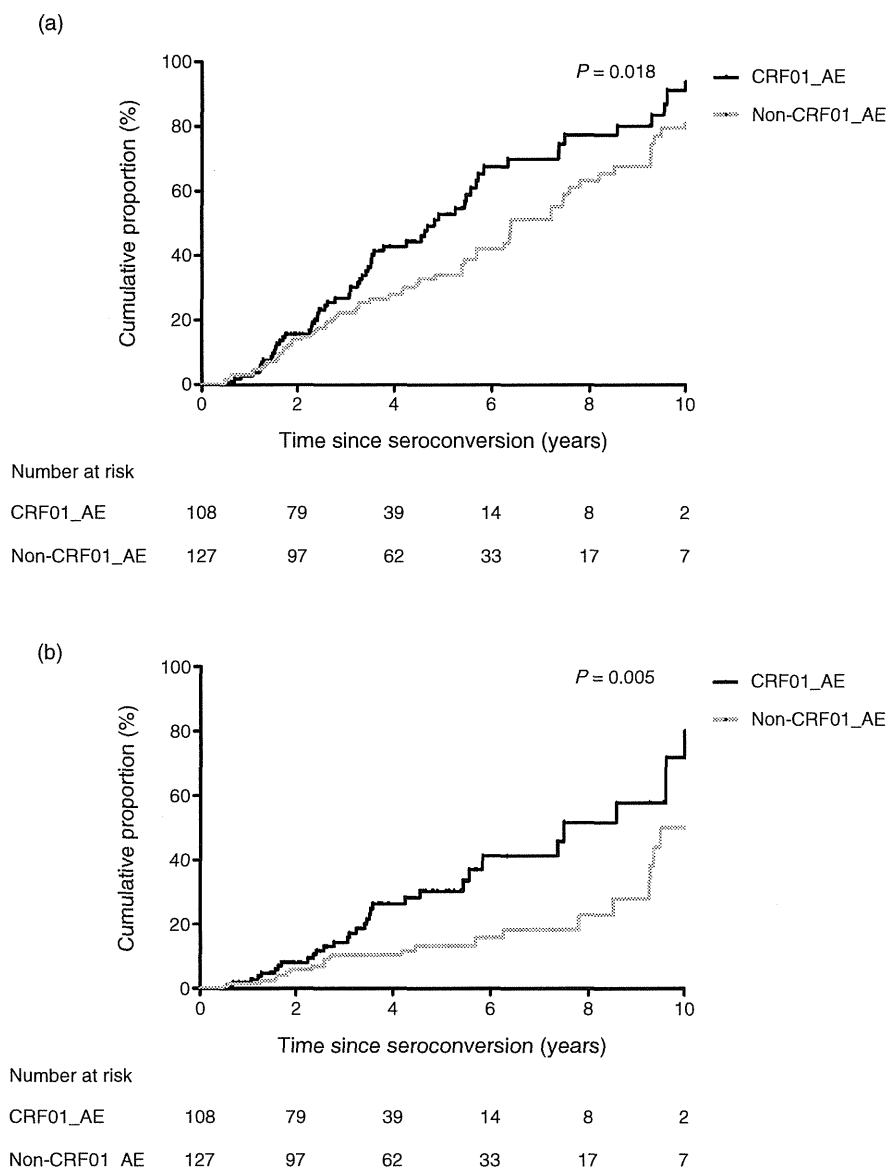 (a)
100
80
60
40
20
0
Cumulative proportion (%)
P = 0.018
CRF01_AE
Non-CRF01_AE
0 2 4 6 8 10
Time since seroconversion (years)
Number at risk
CRF01_AE 108 79 39 14 8 2
Non-CRF01_AE 127 97 62 33 17 7
(b)
100
80
60
40
20
0
Cumulative proportion (%)
P = 0.005
CRF01_AE
Non-CRF01_AE
0 2 4 6 8 10
Time since seroconversion (years)
Number at risk
CRF01_AE 108 79 39 14 8 2
Non-CRF01 AE 127 97 62 33 17 7